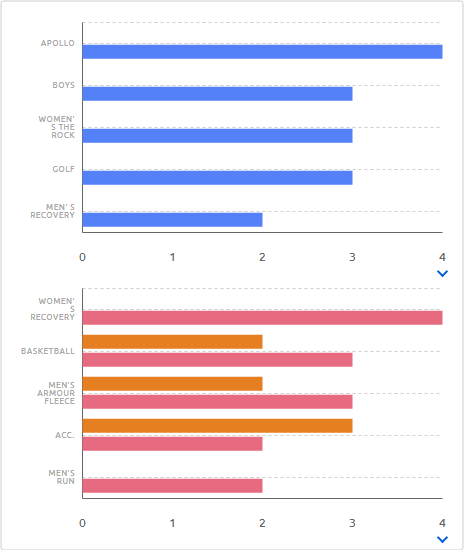 APOLLO
BOYS
WOMEN'
S THE
ROCK
GOLF
MEN' S
RECOVERY
0 1 2 3 4
WOMEN'
S
RECOVERY
BASKETBALL
MEN'S
ARMOUR
FLEECE
ACC.
MEN'S
RUN
0 1 2 3 4